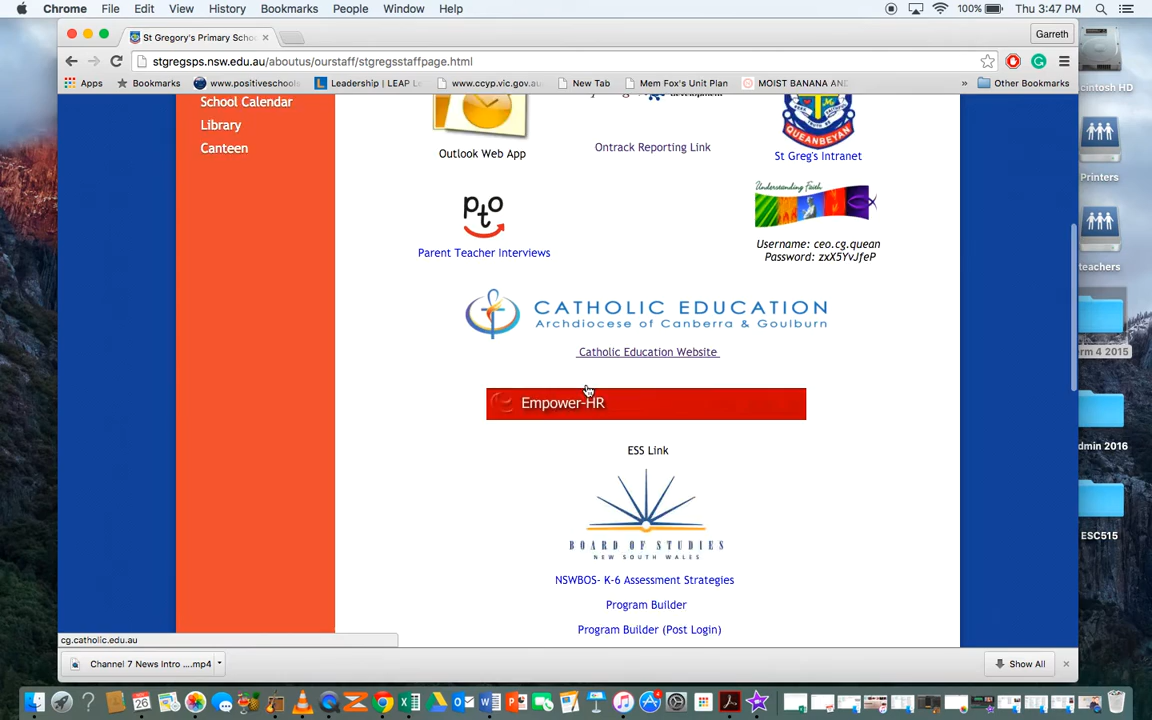 Chrome File Edit View History Bookmarks People Window Help 100% Thu 3:47 PM
St Gregory's Primary Scho Garreth
stgregsps.nsw.edu.au/aboutus/ourstaff/stgregsstaffpage.html
Apps Bookmarks www.positiveschools Leadership | LEAP L www.ccyp.vic.gov.au New Tab Mem Fox's Unit Plan MOIST BANANA AND » Other Bookmarks
School Calendar
Library
Canteen
Outlook Web App
Ontrack Reporting Link
QUEANBEYAN
St Greg's Intranet
pto
Parent Teacher Interviews
Understanding Faith
Username: ceo.cg.quean
Password: zxX5YvJfeP
CATHOLIC EDUCATION
Archdiocese of Canberra & Goulburn
Catholic Education Website
Empower-HR
ESS Link
BOARD OF STUDIES
NEW SOUTH WALES
NSWBOS- K-6 Assessment Strategies
Program Builder
Program Builder (Post Login)
cg.catholic.edu.au
Channel 7 News Intro ....mp4
Show All
acintosh HD
Printers
teachers
erm 4 2015
dmin 2016
ESC515
26